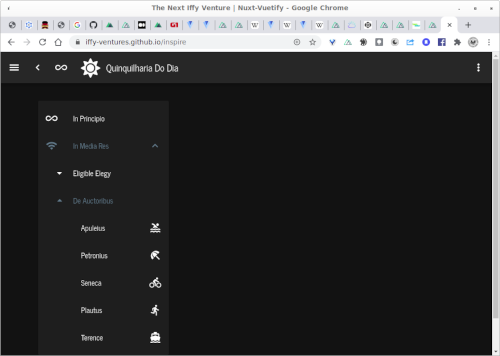 The Next Iffy Venture | Nuxt-Vuetify - Google Chrome
iffy-ventures.github.io/inspire
Quinquilharia Do Dia
In Principio
In Media Res
Eligible Elegy
De Auctoribus
Apuleius
Petronius
Seneca
Plautus
Terence